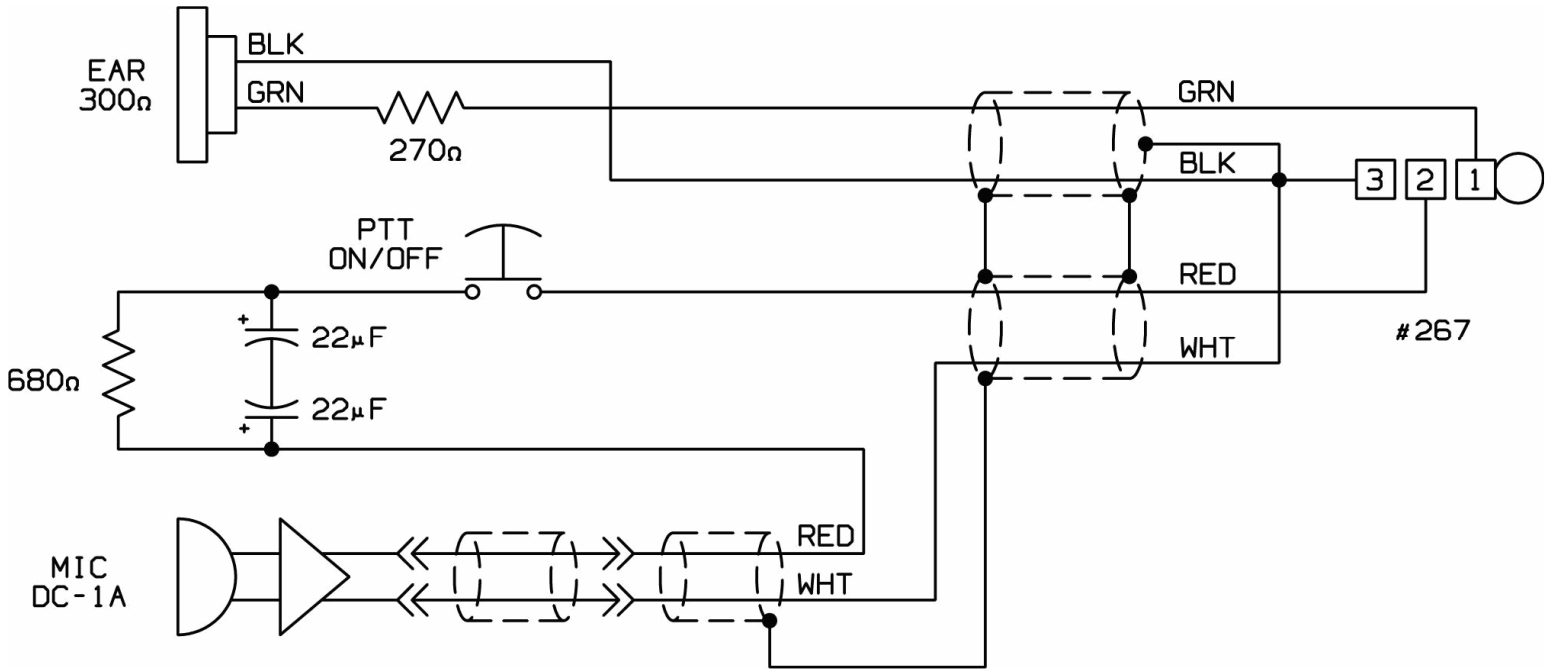 BLK
EAR
300Ω
GRN
270Ω
GRN
BLK
3
2
1
PTT
ON/OFF
RED
#267
+
22μF
WHT
680Ω
22μF
+
RED
MIC
DC-1A
WHT